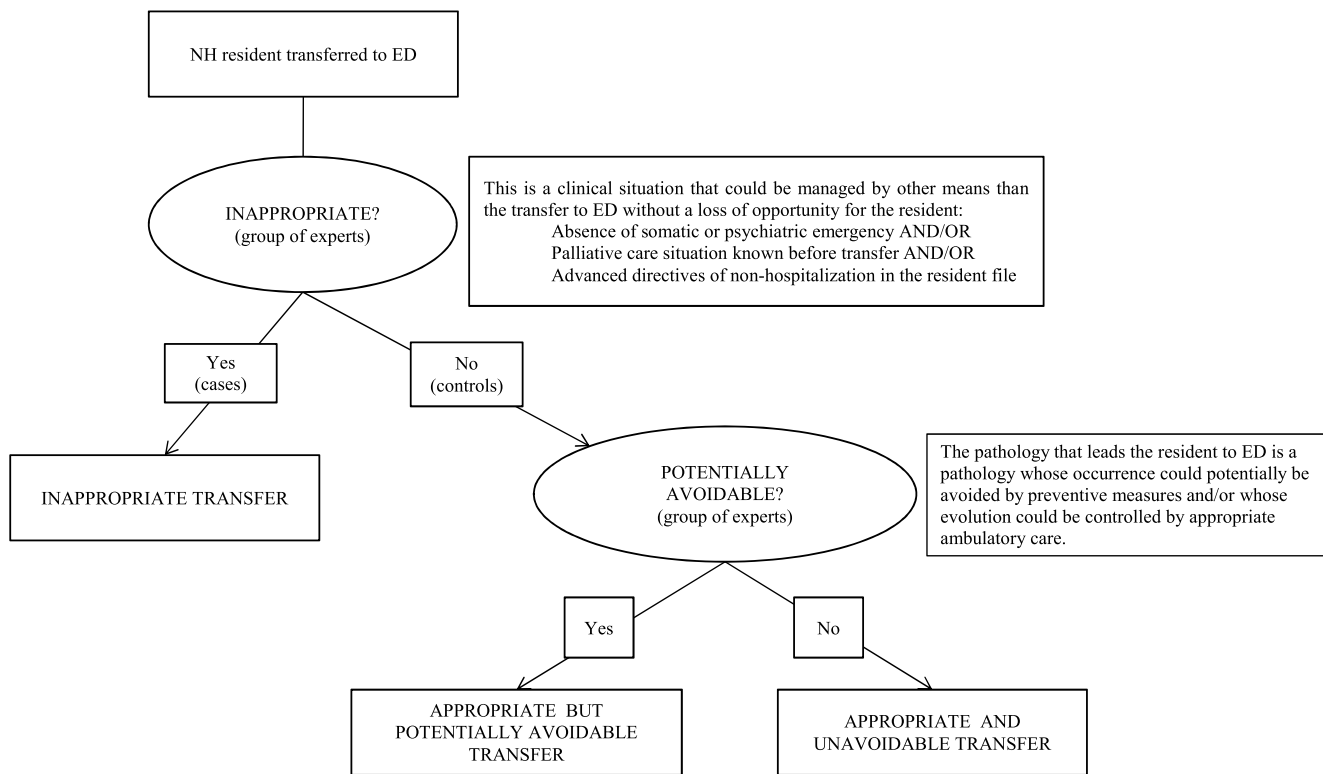 NH resident transferred to ED
INAPPROPRIATE?
(group of experts)
This is a clinical situation that could be managed by other means than
the transfer to ED without a loss of opportunity for the resident:
Absence of somatic or psychiatric emergency AND/OR
Palliative care situation known before transfer AND/OR
Advanced directives of non-hospitalization in the resident file
Yes
(cases)
No
(controls)
INAPPROPRIATE TRANSFER
POTENTIALLY
AVOIDABLE?
(group of experts)
The pathology that leads the resident to ED is a
pathology whose occurrence could potentially be
avoided by preventive measures and/or whose
evolution could be controlled by appropriate
ambulatory care.
Yes
No
APPROPRIATE BUT
POTENTIALLY AVOIDABLE
TRANSFER
APPROPRIATE AND
UNAVOIDABLE TRANSFER